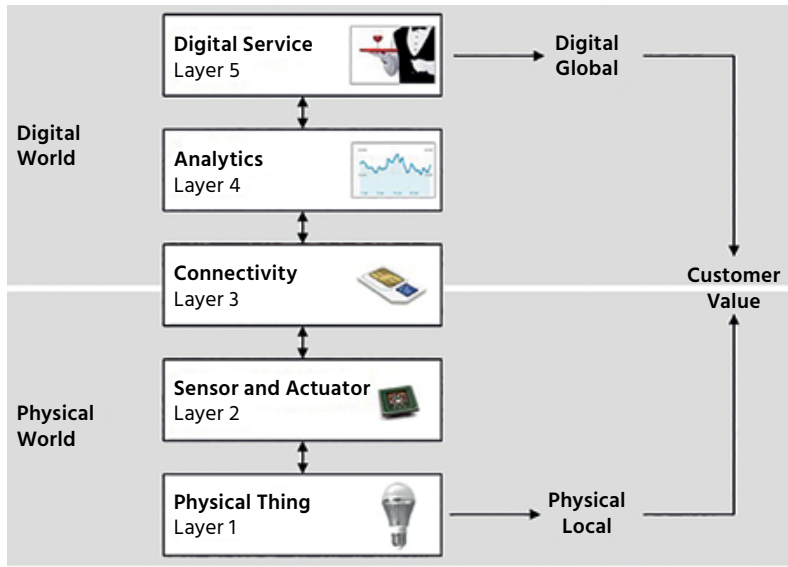 Digital Service
Layer 5
Digital
Global
Digital
World
Analytics
Layer 4
Connectivity
Layer 3
Customer
Value
Sensor and Actuator
Layer 2
Physical
World
Physical Thing
Layer 1
Physical
Local